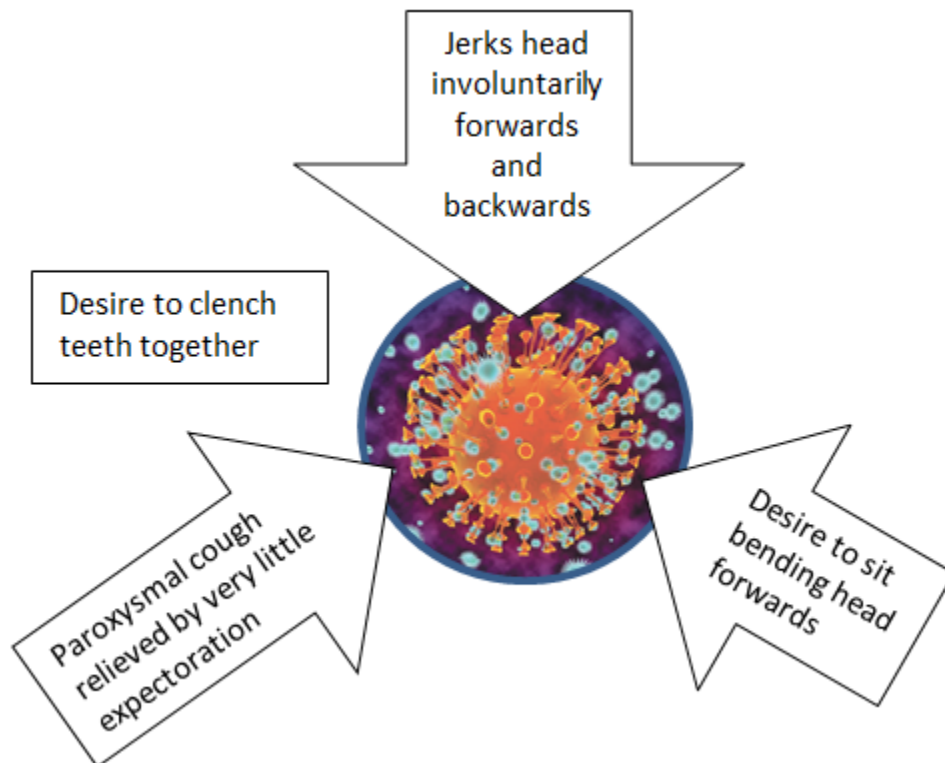 Jerks head
involuntarily
forwards
and
backwards
Desire to clench
teeth together
Paroxysmal cough
relieved by very little
expectoration
Desire to sit
bending head
forwards